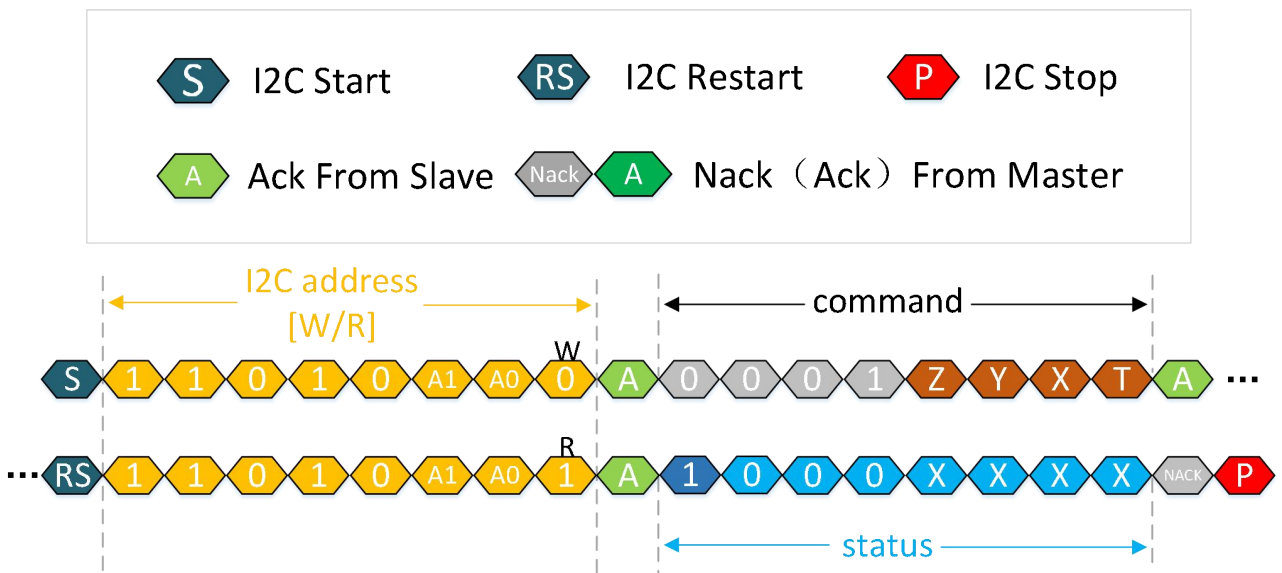 S I2C Start RS I2C Restart P I2C Stop
A Ack From Slave Nack A Nack（Ack）From Master
I2C address
[W/R]
command
W
S 1 1 0 1 0 A1 A0 0 A 0 0 0 1 Z Y X T A ...
R
... RS 1 1 0 1 0 A1 A0 1 A 1 0 0 0 X X X X NACK P
status